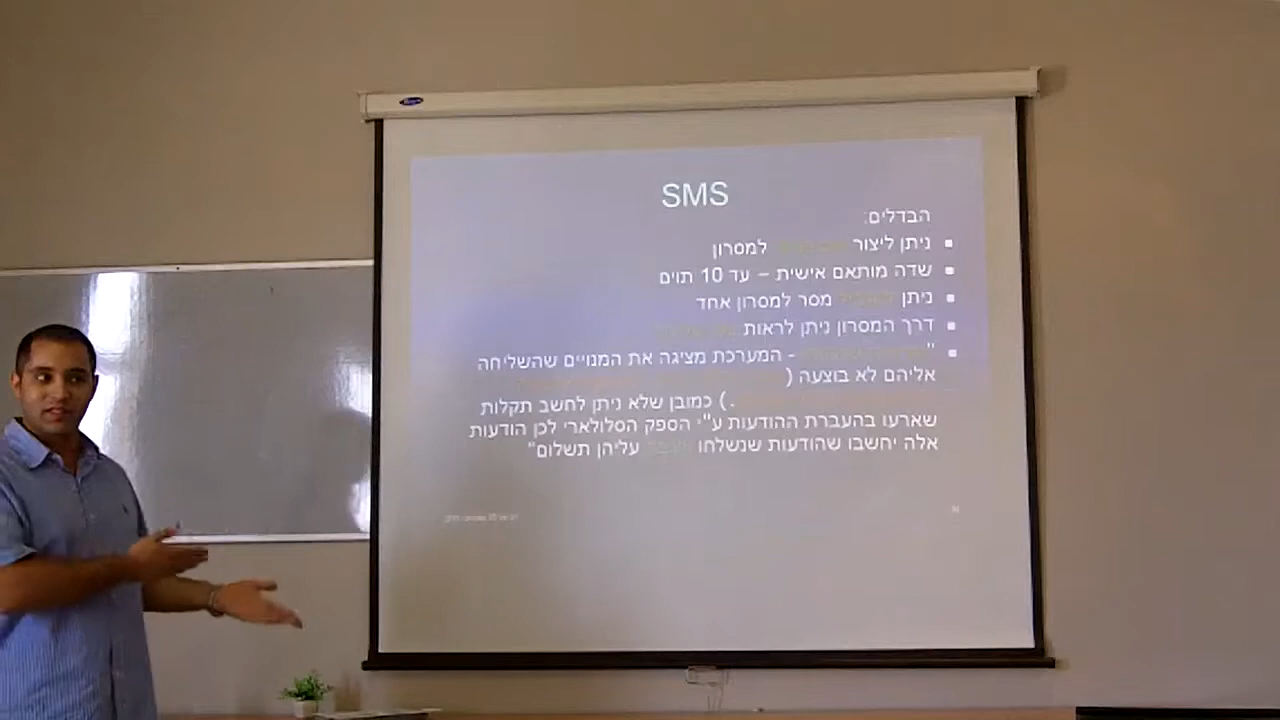 SMS
הבדלים:
ניתן ליצור למסרון
שדה מותאם אישית – עד 10 תוים
ניתן מסר למסרון אחד
דרך המסרון ניתן לראות
" - המערכת מציגה את המנויים שהשליחה
אליהם לא בוצעה (
.) כמובן שלא ניתן לחשב תקלות
שארעו בהעברת ההודעות ע"י הספק הסלולארי לכן הודעות
אלה יחשבו שהודעות שנשלחו עליהן תשלום"